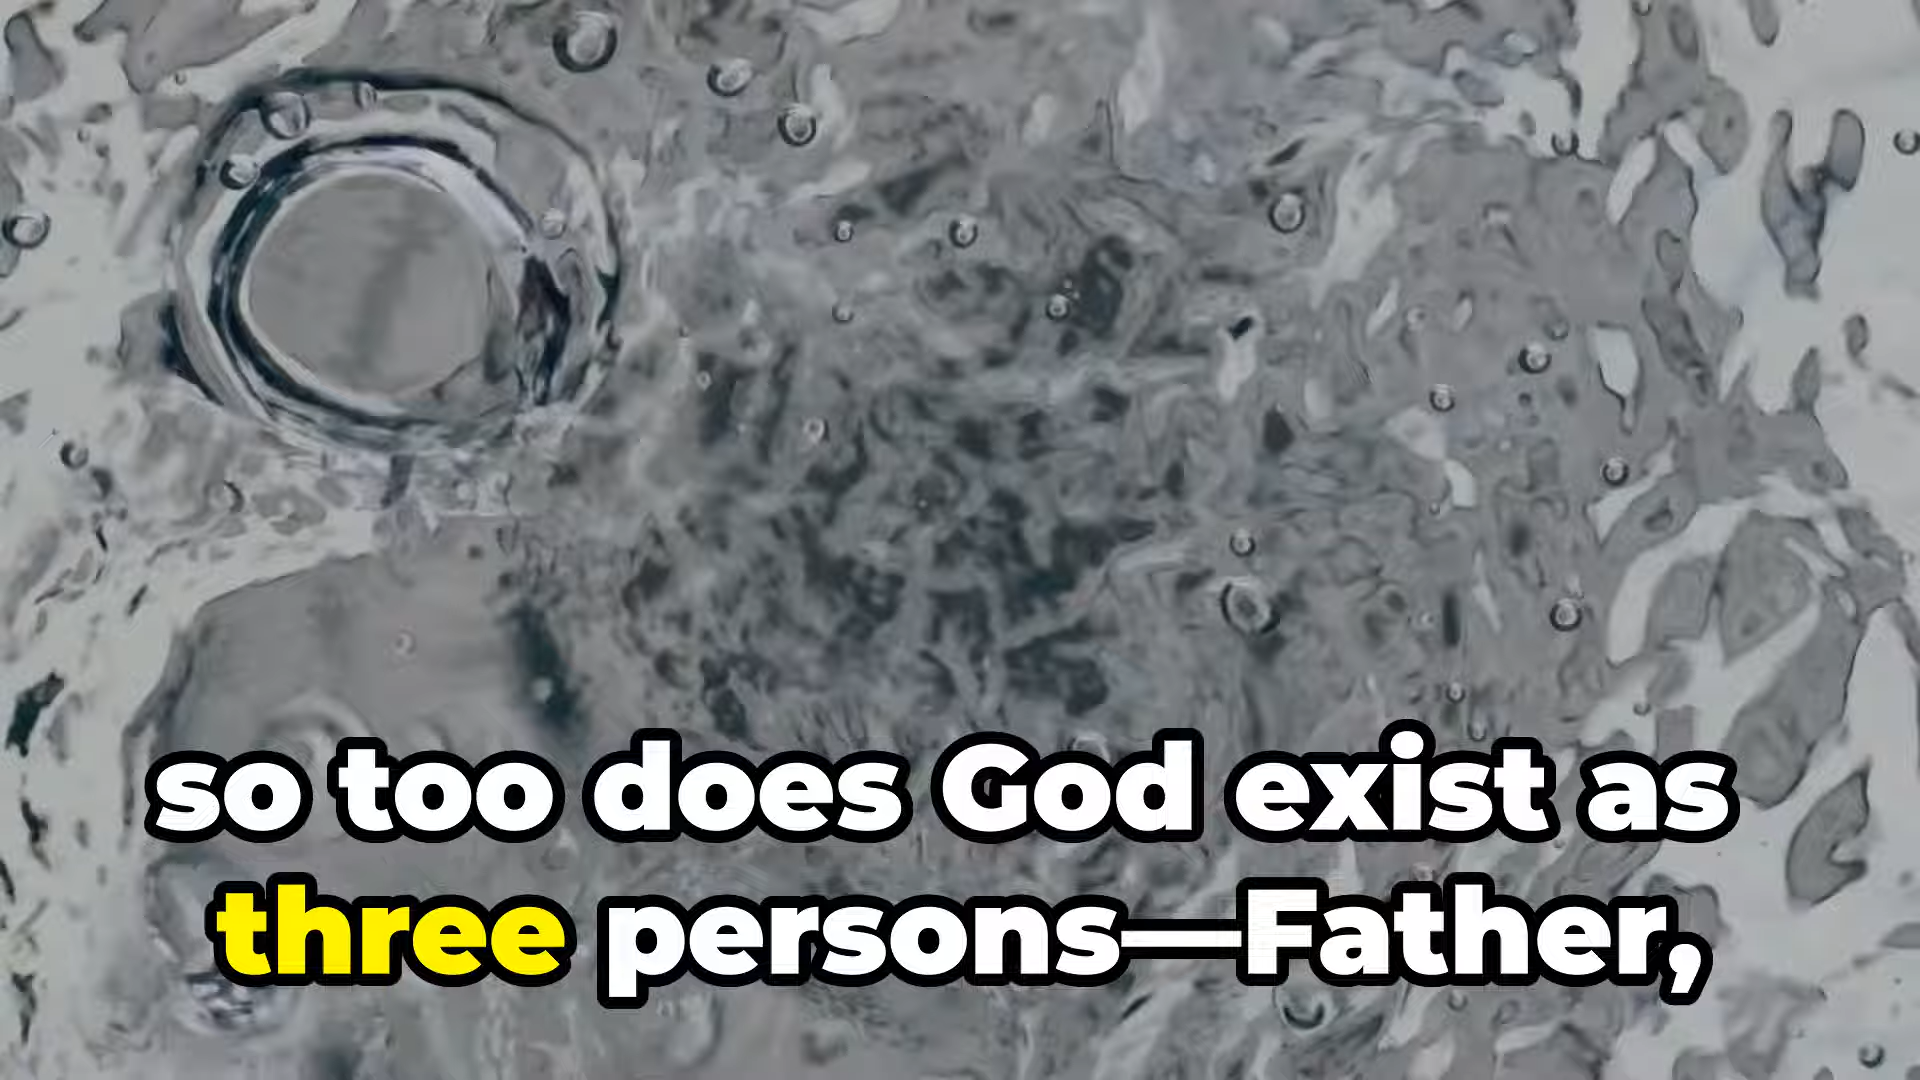 so too does God exist as
three persons—Father,